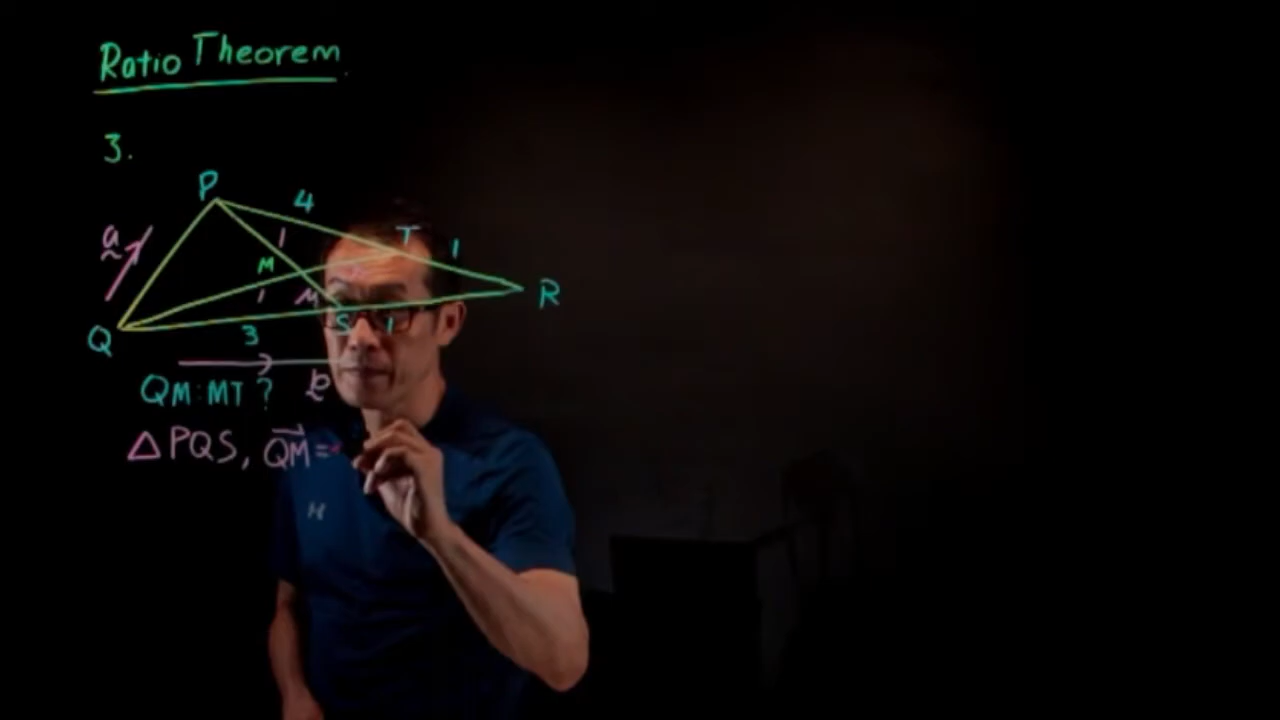 Ratio Theorem
3.
P
4
a
1
T
1
M
1
μ
R
Q
3
S
1
QM:MT ?
b
△PQS, QM⃗ =